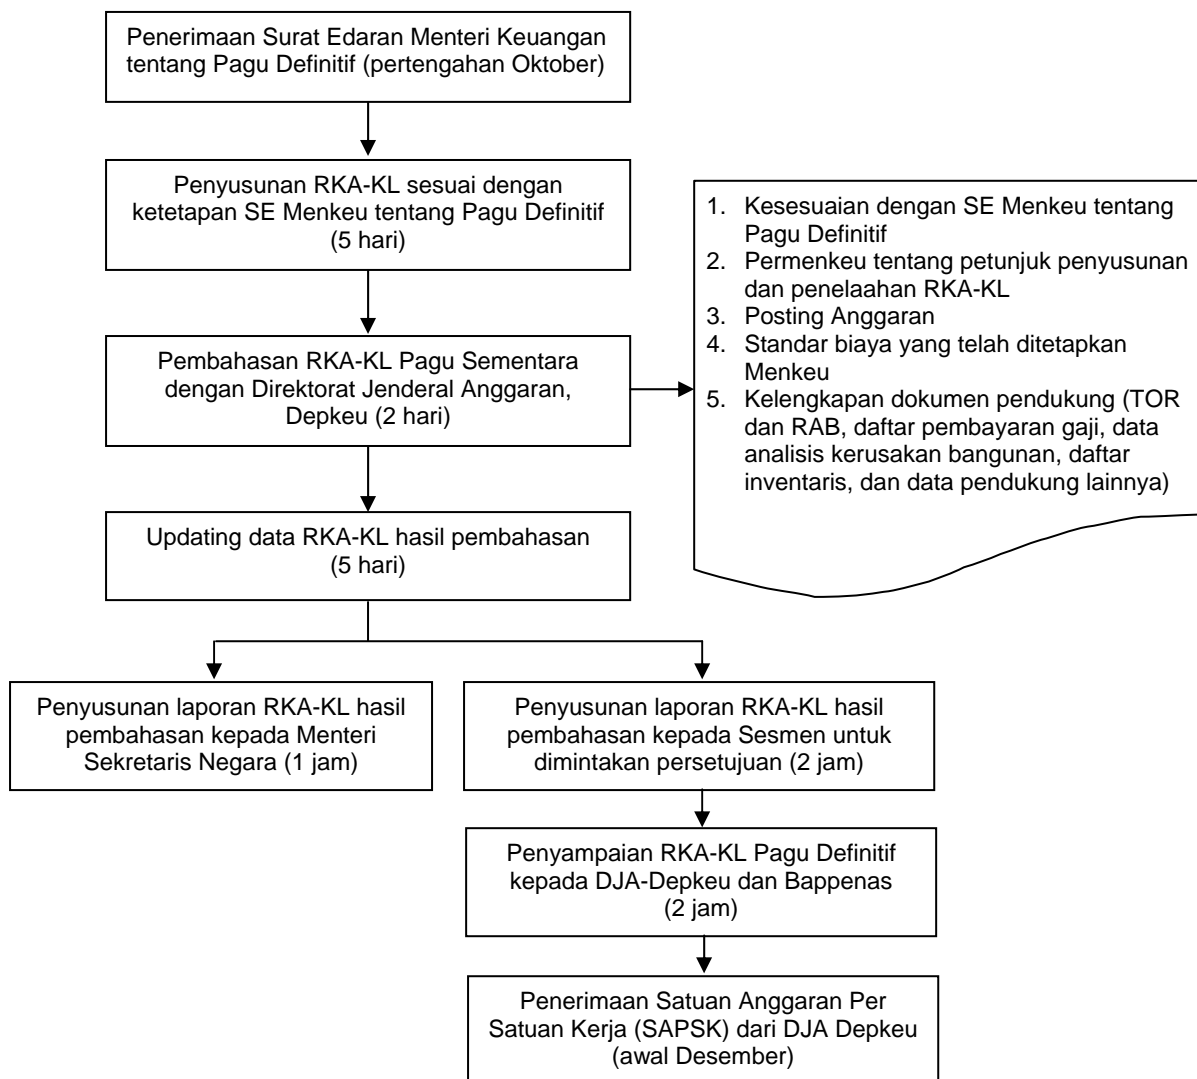 Penerimaan Surat Edaran Menteri Keuangan
tentang Pagu Definitif (pertengahan Oktober)
Penyusunan RKA-KL sesuai dengan
ketetapan SE Menkeu tentang Pagu Definitif
(5 hari)
Pembahasan RKA-KL Pagu Sementara
dengan Direktorat Jenderal Anggaran,
Depkeu (2 hari)
1. Kesesuaian dengan SE Menkeu tentang
Pagu Definitif
2. Permenkeu tentang petunjuk penyusunan
dan penelaahan RKA-KL
3. Posting Anggaran
4. Standar biaya yang telah ditetapkan
Menkeu
5. Kelengkapan dokumen pendukung (TOR
dan RAB, daftar pembayaran gaji, data
analisis kerusakan bangunan, daftar
inventaris, dan data pendukung lainnya)
Updating data RKA-KL hasil pembahasan
(5 hari)
Penyusunan laporan RKA-KL hasil
pembahasan kepada Menteri
Sekretaris Negara (1 jam)
Penyusunan laporan RKA-KL hasil
pembahasan kepada Sesmen untuk
dimintakan persetujuan (2 jam)
Penyampaian RKA-KL Pagu Definitif
kepada DJA-Depkeu dan Bappenas
(2 jam)
Penerimaan Satuan Anggaran Per
Satuan Kerja (SAPSK) dari DJA Depkeu
(awal Desember)